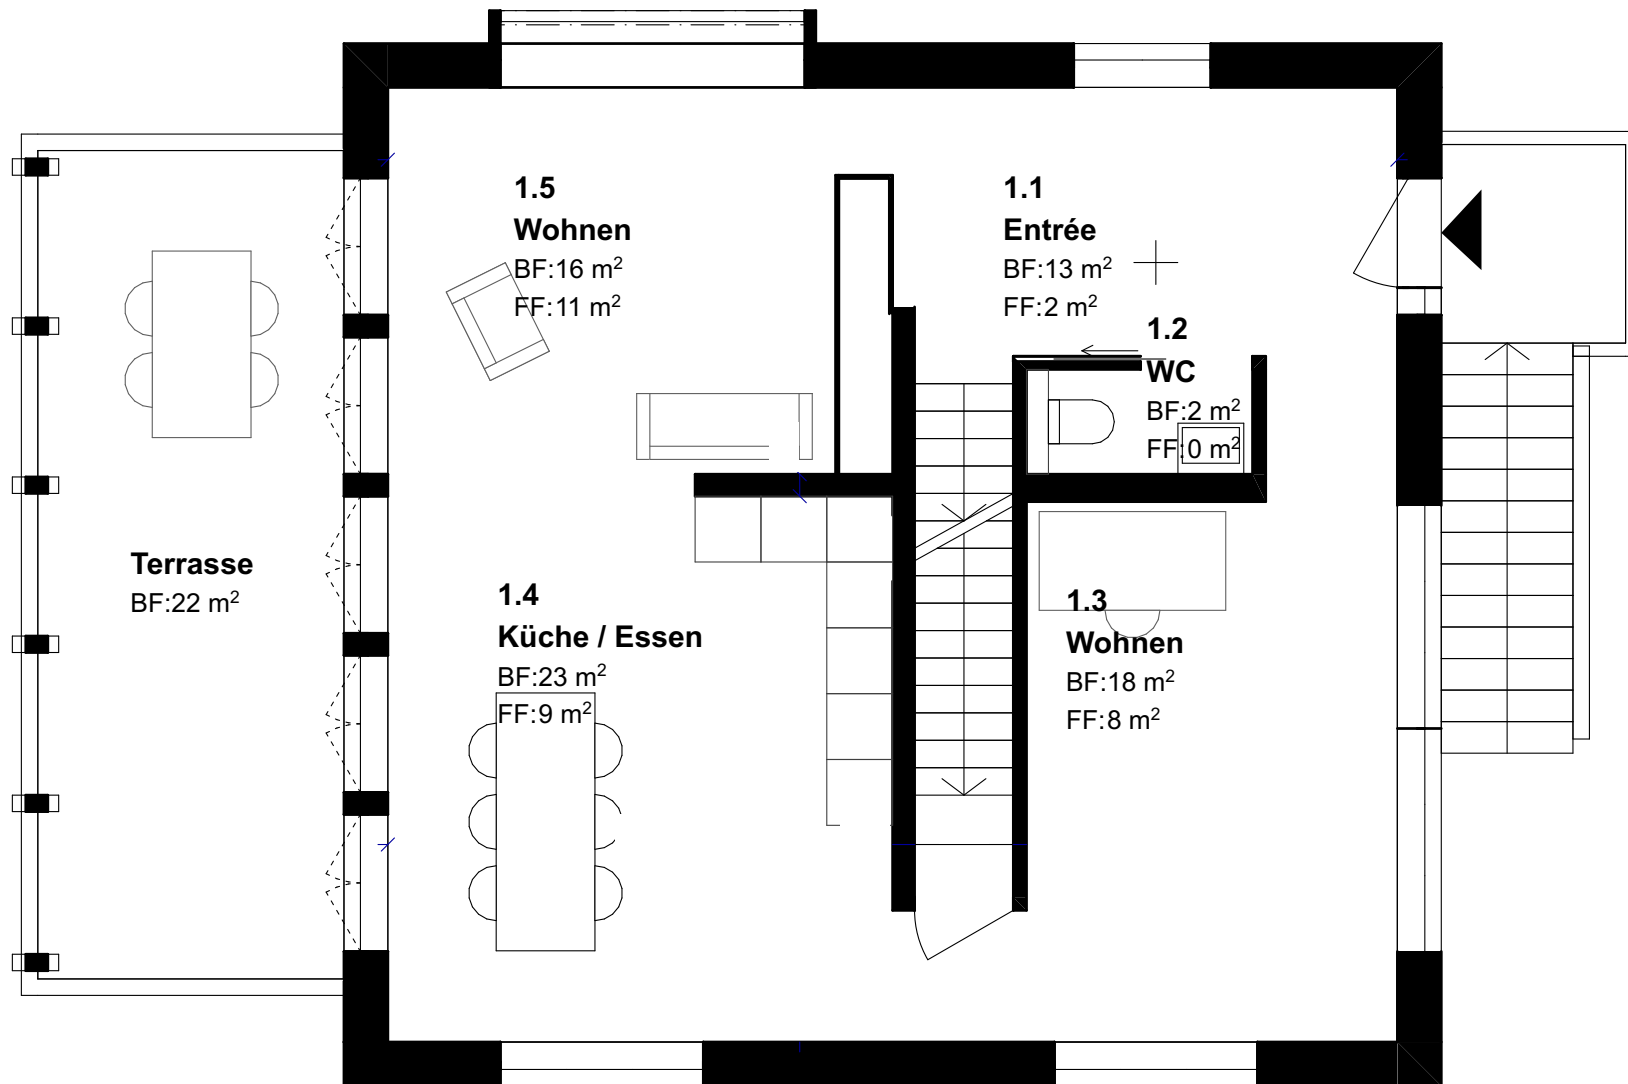 1.5
Wohnen
BF:16 m²
FF:11 m²
1.1
Entrée
BF:13 m²
FF:2 m²
1.2
WC
BF:2 m²
FF:0 m²
Terrasse
BF:22 m²
1.4
Küche / Essen
BF:23 m²
FF:9 m²
1.3
Wohnen
BF:18 m²
FF:8 m²